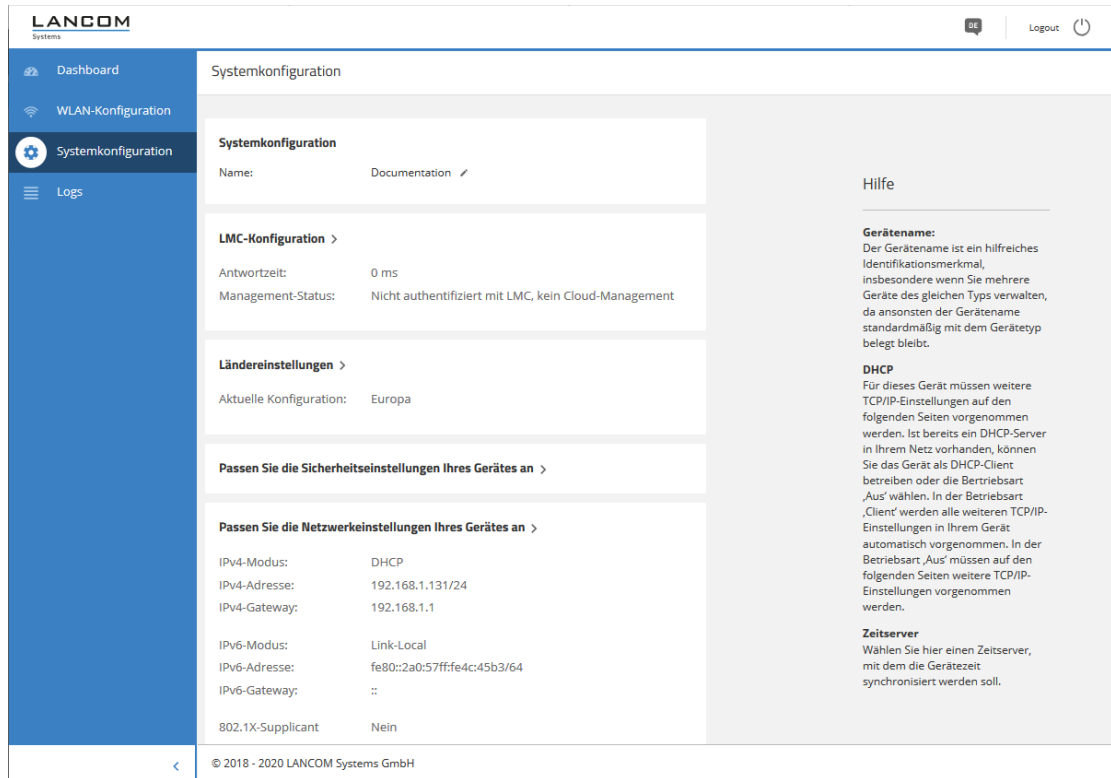 LANCOM
Systems
DE
Logout
Dashboard
WLAN-Konfiguration
Systemkonfiguration
Logs
Systemkonfiguration
Systemkonfiguration
Name: Documentation
LMC-Konfiguration >
Antwortzeit: 0 ms
Management-Status: Nicht authentifiziert mit LMC, kein Cloud-Management
Ländereinstellungen >
Aktuelle Konfiguration: Europa
Passen Sie die Sicherheitseinstellungen Ihres Gerätes an >
Passen Sie die Netzwerkeinstellungen Ihres Gerätes an >
IPv4-Modus: DHCP
IPv4-Adresse: 192.168.1.131/24
IPv4-Gateway: 192.168.1.1
IPv6-Modus: Link-Local
IPv6-Adresse: fe80::2a0:57ff:fe4c:45b3/64
IPv6-Gateway: ::
802.1X-Supplicant Nein
Hilfe
Gerätename:
Der Gerätename ist ein hilfreiches
Identifikationsmerkmal,
insbesondere wenn Sie mehrere
Geräte des gleichen Typs verwalten,
da ansonsten der Gerätename
standardmäßig mit dem Gerätetyp
belegt bleibt.
DHCP
Für dieses Gerät müssen weitere
TCP/IP-Einstellungen auf den
folgenden Seiten vorgenommen
werden. Ist bereits ein DHCP-Server
in Ihrem Netz vorhanden, können
Sie das Gerät als DHCP-Client
betreiben oder die Bertriebsart
‚Aus' wählen. In der Betriebsart
‚Client' werden alle weiteren TCP/IP-
Einstellungen in Ihrem Gerät
automatisch vorgenommen. In der
Betriebsart ‚Aus' müssen auf den
folgenden Seiten weitere TCP/IP-
Einstellungen vorgenommen
werden.
Zeitserver
Wählen Sie hier einen Zeitserver,
mit dem die Gerätezeit
synchronisiert werden soll.
© 2018 - 2020 LANCOM Systems GmbH